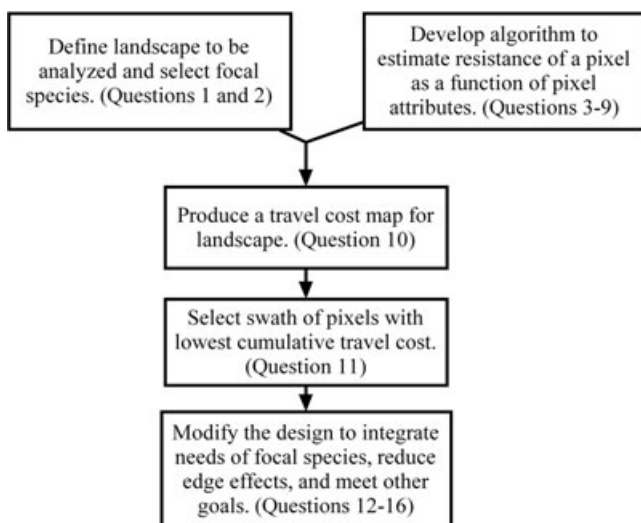 Define landscape to be
analyzed and select focal
species. (Questions 1 and 2)
Develop algorithm to
estimate resistance of a pixel
as a function of pixel
attributes. (Questions 3-9)
Produce a travel cost map for
landscape. (Question 10)
Select swath of pixels with
lowest cumulative travel cost.
(Question 11)
Modify the design to integrate
needs of focal species, reduce
edge effects, and meet other
goals. (Questions 12-16)